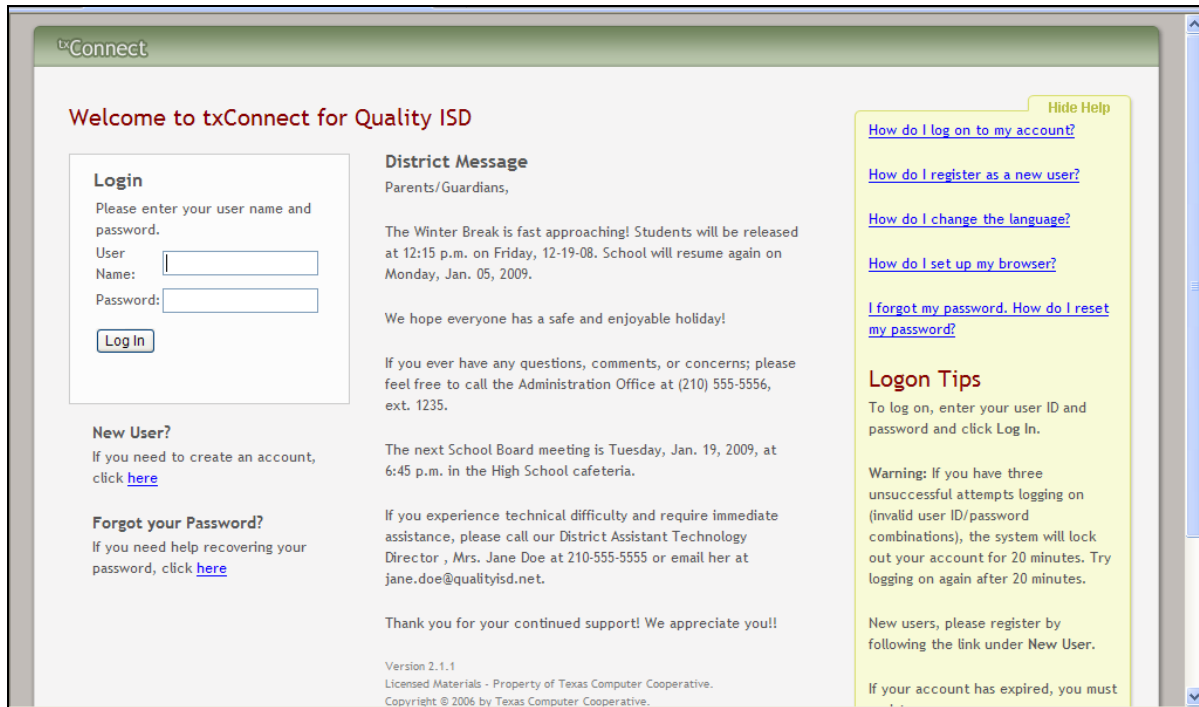 txConnect
Welcome to txConnect for Quality ISD
Login
Please enter your user name and
password.
User
Name:
Password:
Log In
New User?
If you need to create an account,
click here
Forgot your Password?
If you need help recovering your
password, click here
District Message
Parents/Guardians,
The Winter Break is fast approaching! Students will be released
at 12:15 p.m. on Friday, 12-19-08. School will resume again on
Monday, Jan. 05, 2009.
We hope everyone has a safe and enjoyable holiday!
If you ever have any questions, comments, or concerns; please
feel free to call the Administration Office at (210) 555-5556,
ext. 1235.
The next School Board meeting is Tuesday, Jan. 19, 2009, at
6:45 p.m. in the High School cafeteria.
If you experience technical difficulty and require immediate
assistance, please call our District Assistant Technology
Director , Mrs. Jane Doe at 210-555-5555 or email her at
jane.doe@qualityisd.net.
Thank you for your continued support! We appreciate you!!
Version 2.1.1
Licensed Materials - Property of Texas Computer Cooperative.
Copyright © 2006 by Texas Computer Cooperative.
Hide Help
How do I log on to my account?
How do I register as a new user?
How do I change the language?
How do I set up my browser?
I forgot my password. How do I reset
my password?
Logon Tips
To log on, enter your user ID and
password and click Log In.
Warning: If you have three
unsuccessful attempts logging on
(invalid user ID/password
combinations), the system will lock
out your account for 20 minutes. Try
logging on again after 20 minutes.
New users, please register by
following the link under New User.
If your account has expired, you must